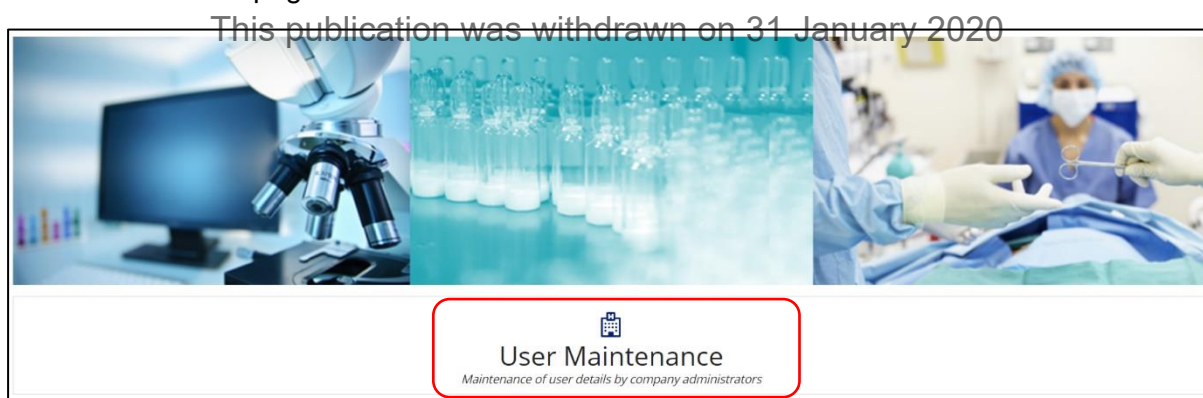 This publication was withdrawn on 31 January 2020
User Maintenance
Maintenance of user details by company administrators